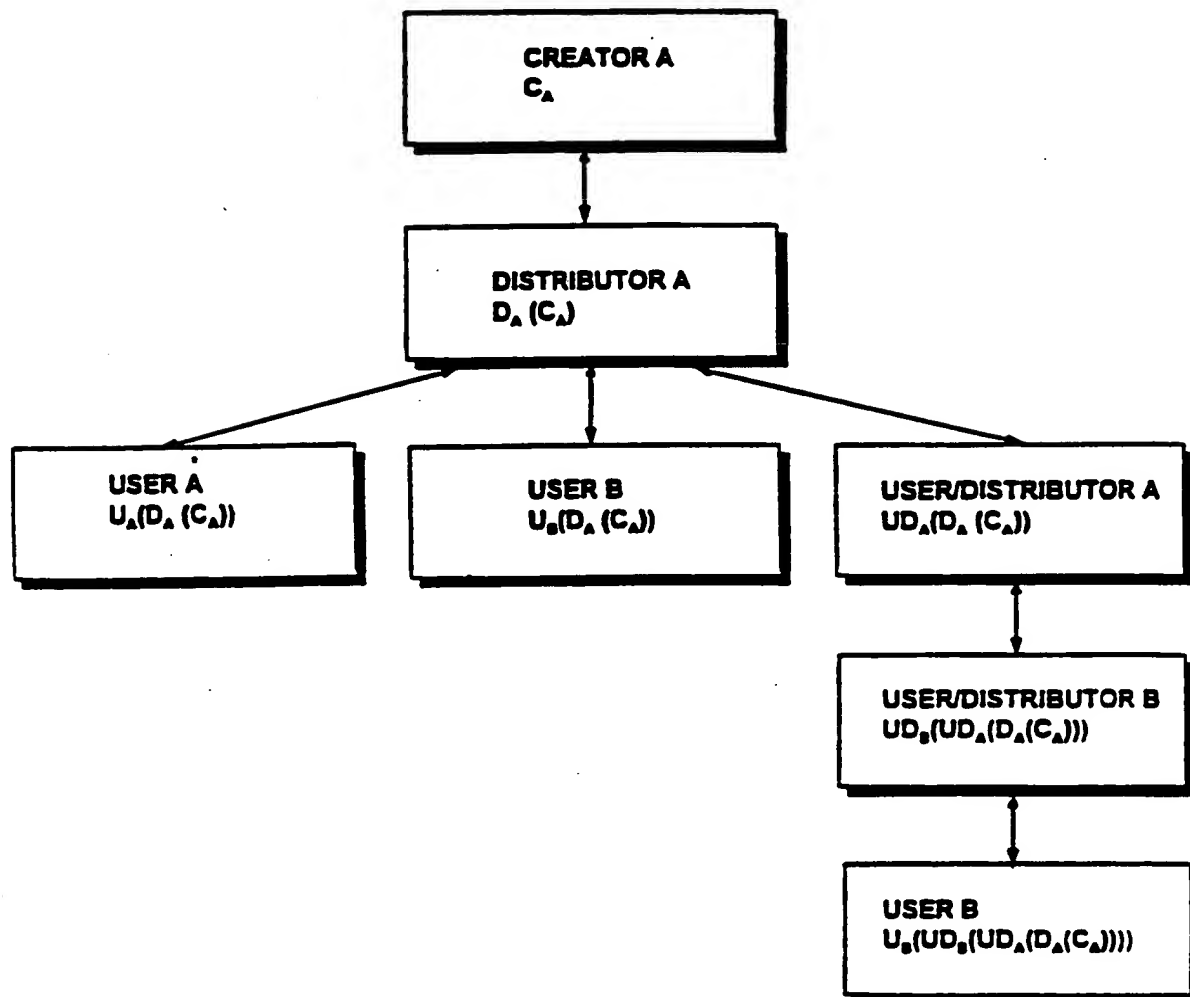 CREATOR A
C_A
DISTRIBUTOR A
D_A (C_A)
USER A
U_A(D_A (C_A))
USER B
U_B(D_A (C_A))
USER/DISTRIBUTOR A
UD_A(D_A (C_A))
USER/DISTRIBUTOR B
UD_B(UD_A(D_A(C_A)))
USER B
U_B(UD_B(UD_A(D_A(C_A))))